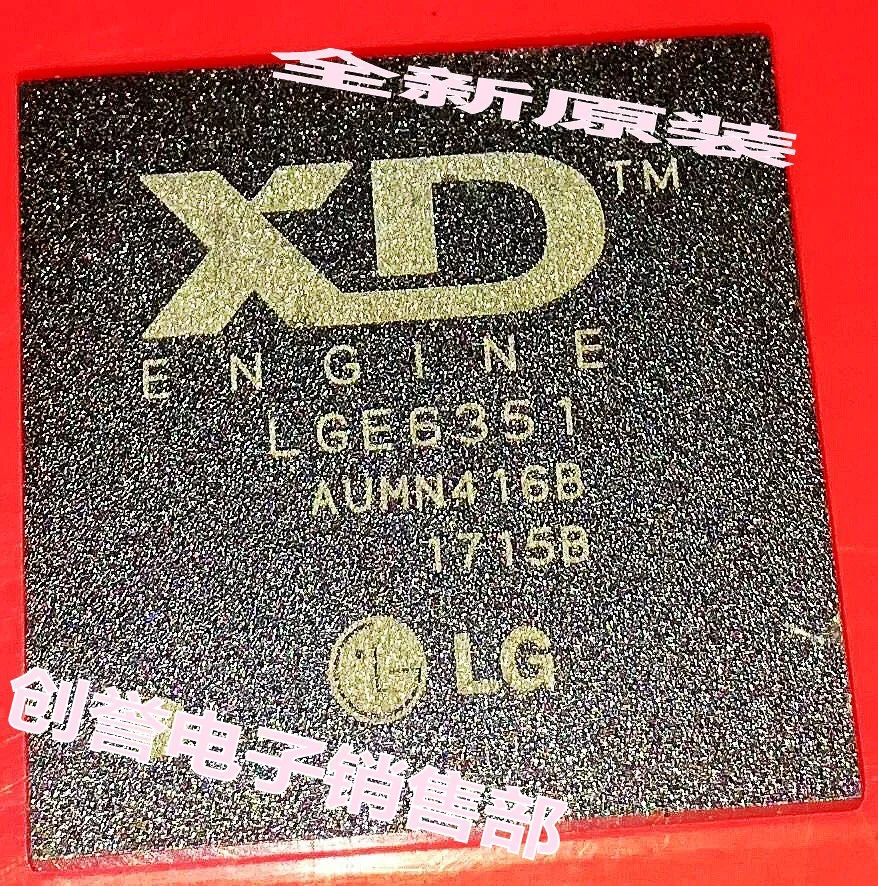 全新原装
XD™
ENGINE
LGE6351
AUMN416B
1715B
LG
创誉电子销售部